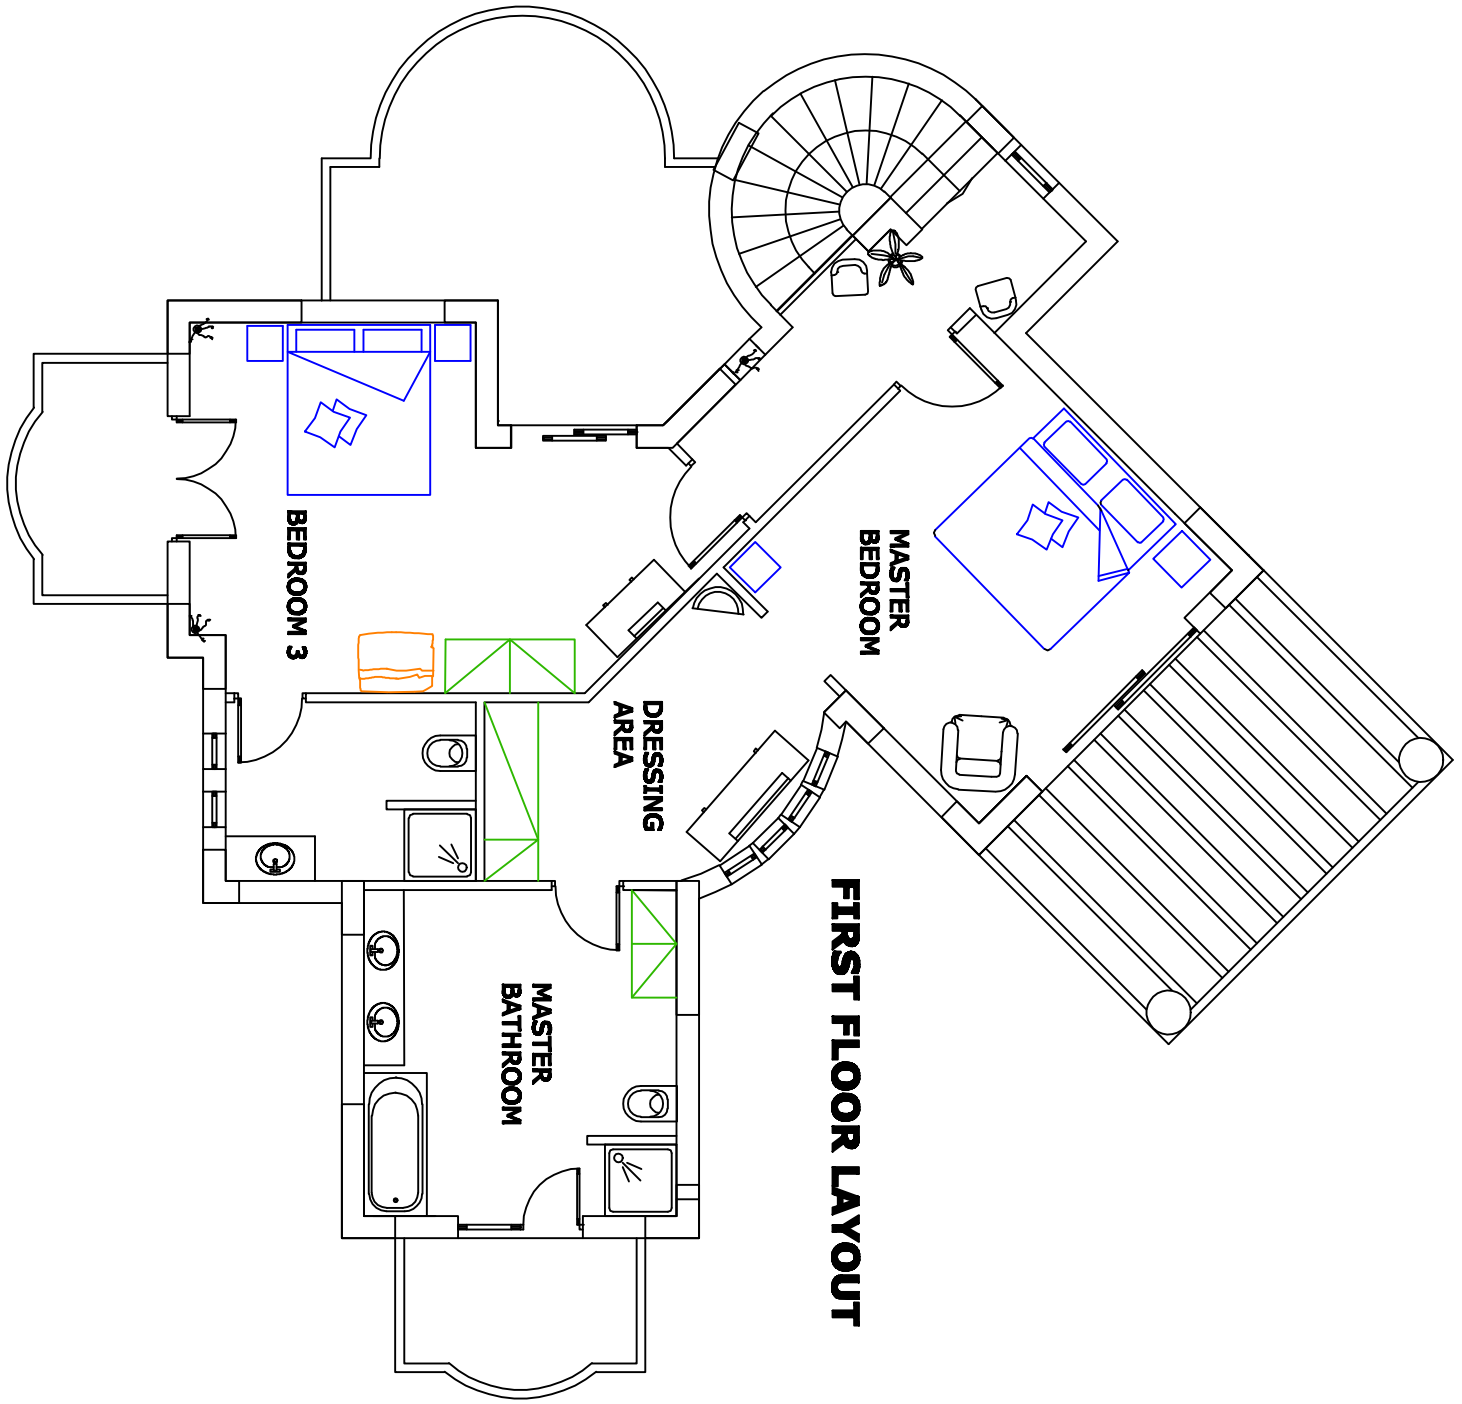 MASTER
BEDROOM
BEDROOM 3
DRESSING
AREA
MASTER
BATHROOM
FIRST FLOOR LAYOUT